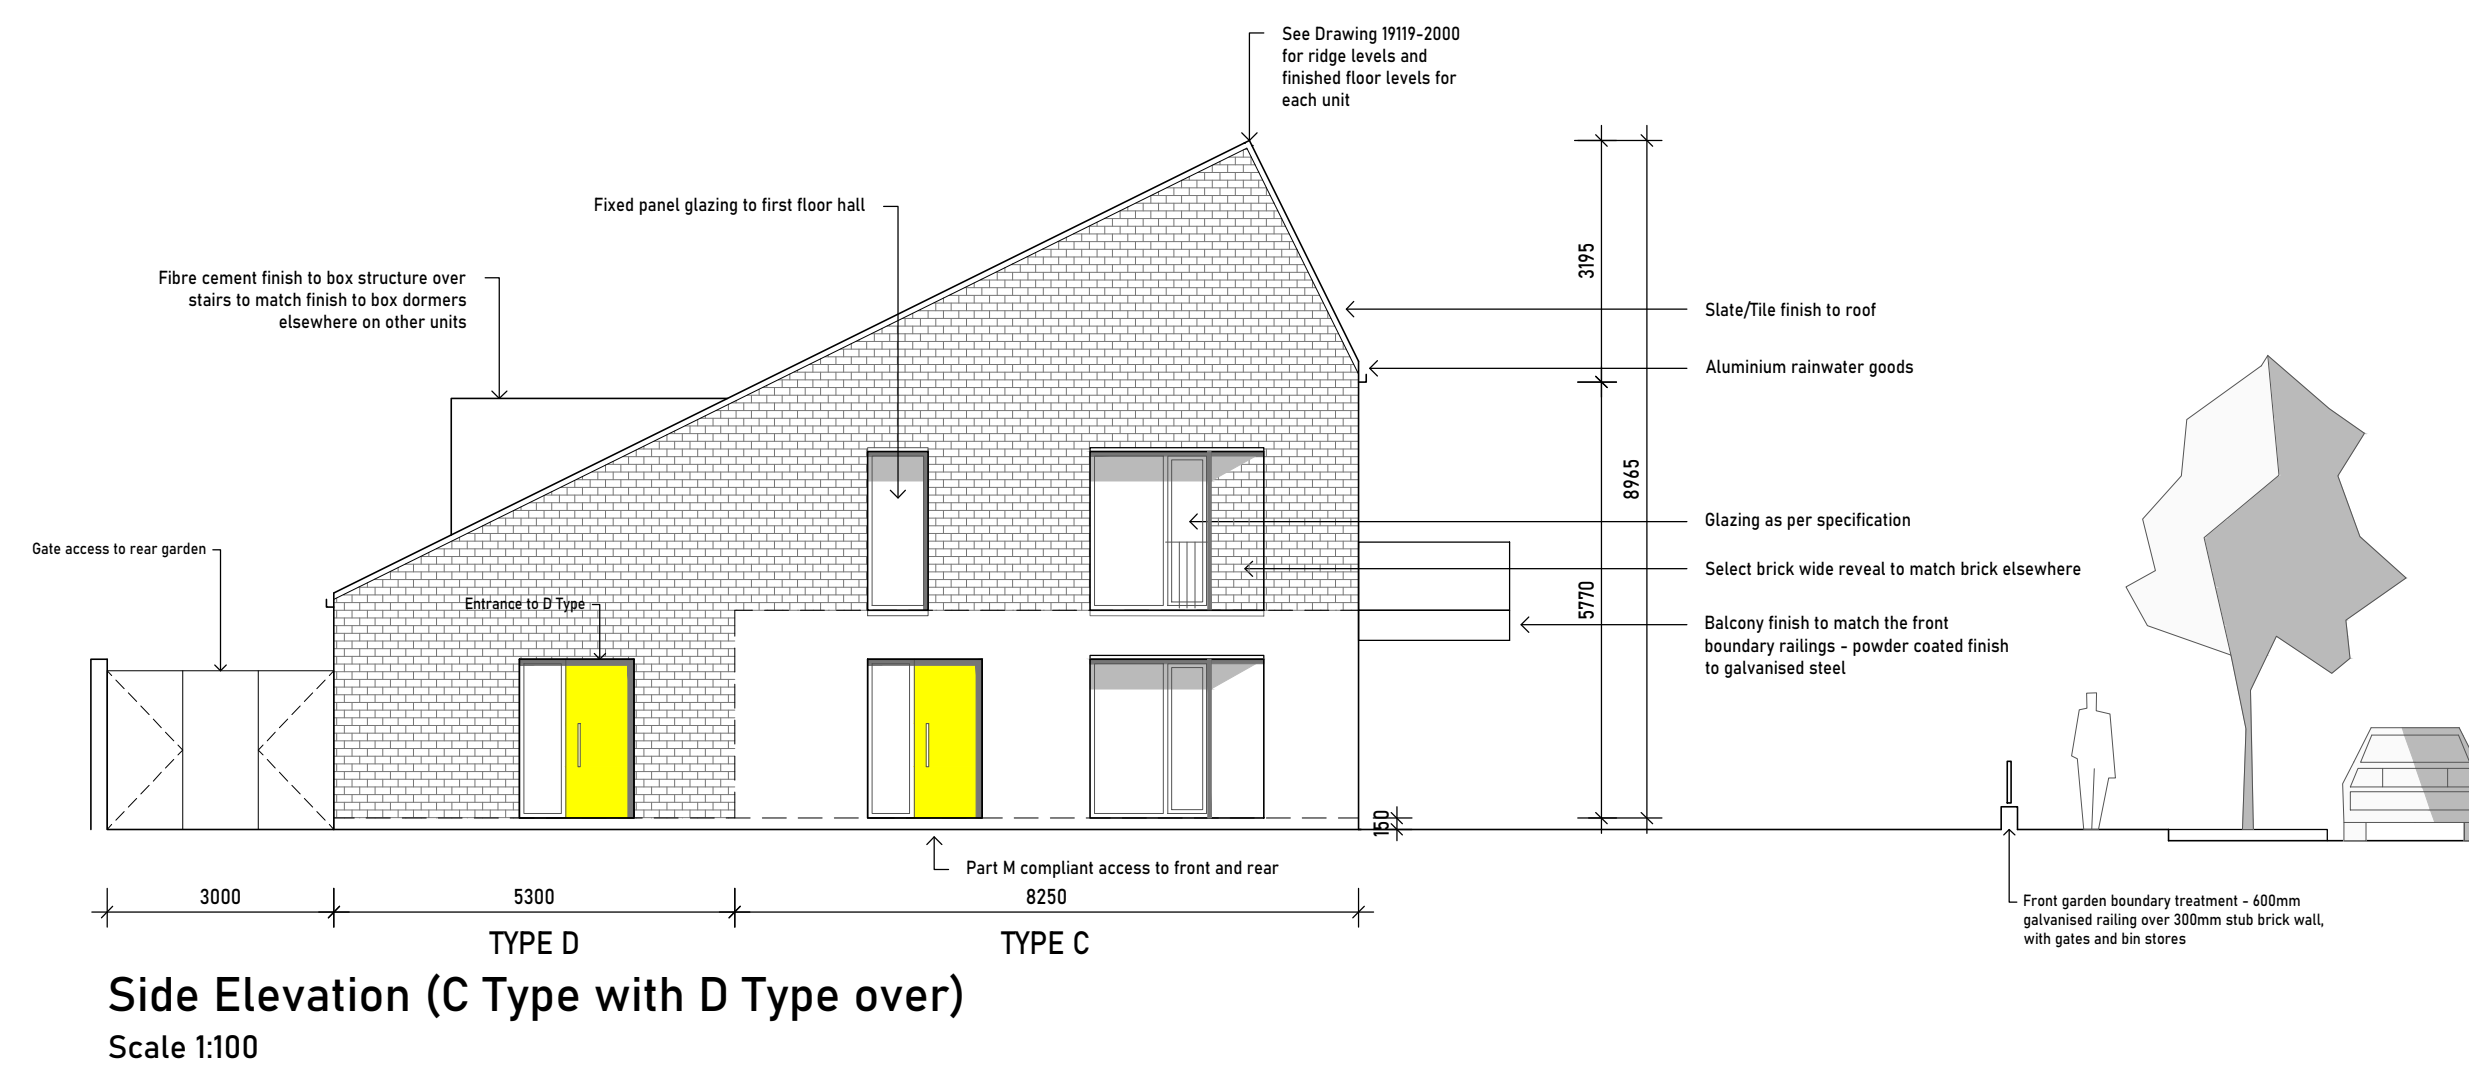 See Drawing 19119-2000
for ridge levels and
finished floor levels for
each unit
Fixed panel glazing to first floor hall
Fibre cement finish to box structure over
stairs to match finish to box dormers
elsewhere on other units
3195
Slate/Tile finish to roof
Aluminium rainwater goods
8965
Glazing as per specification
Gate access to rear garden
Select brick wide reveal to match brick elsewhere
Entrance to D Type
5770
Balcony finish to match the front
boundary railings - powder coated finish
to galvanised steel
150
Part M compliant access to front and rear
3000
5300
8250
Front garden boundary treatment - 600mm
galvanised railing over 300mm stub brick wall,
with gates and bin stores
TYPE D
TYPE C
Side Elevation (C Type with D Type over)
Scale 1:100